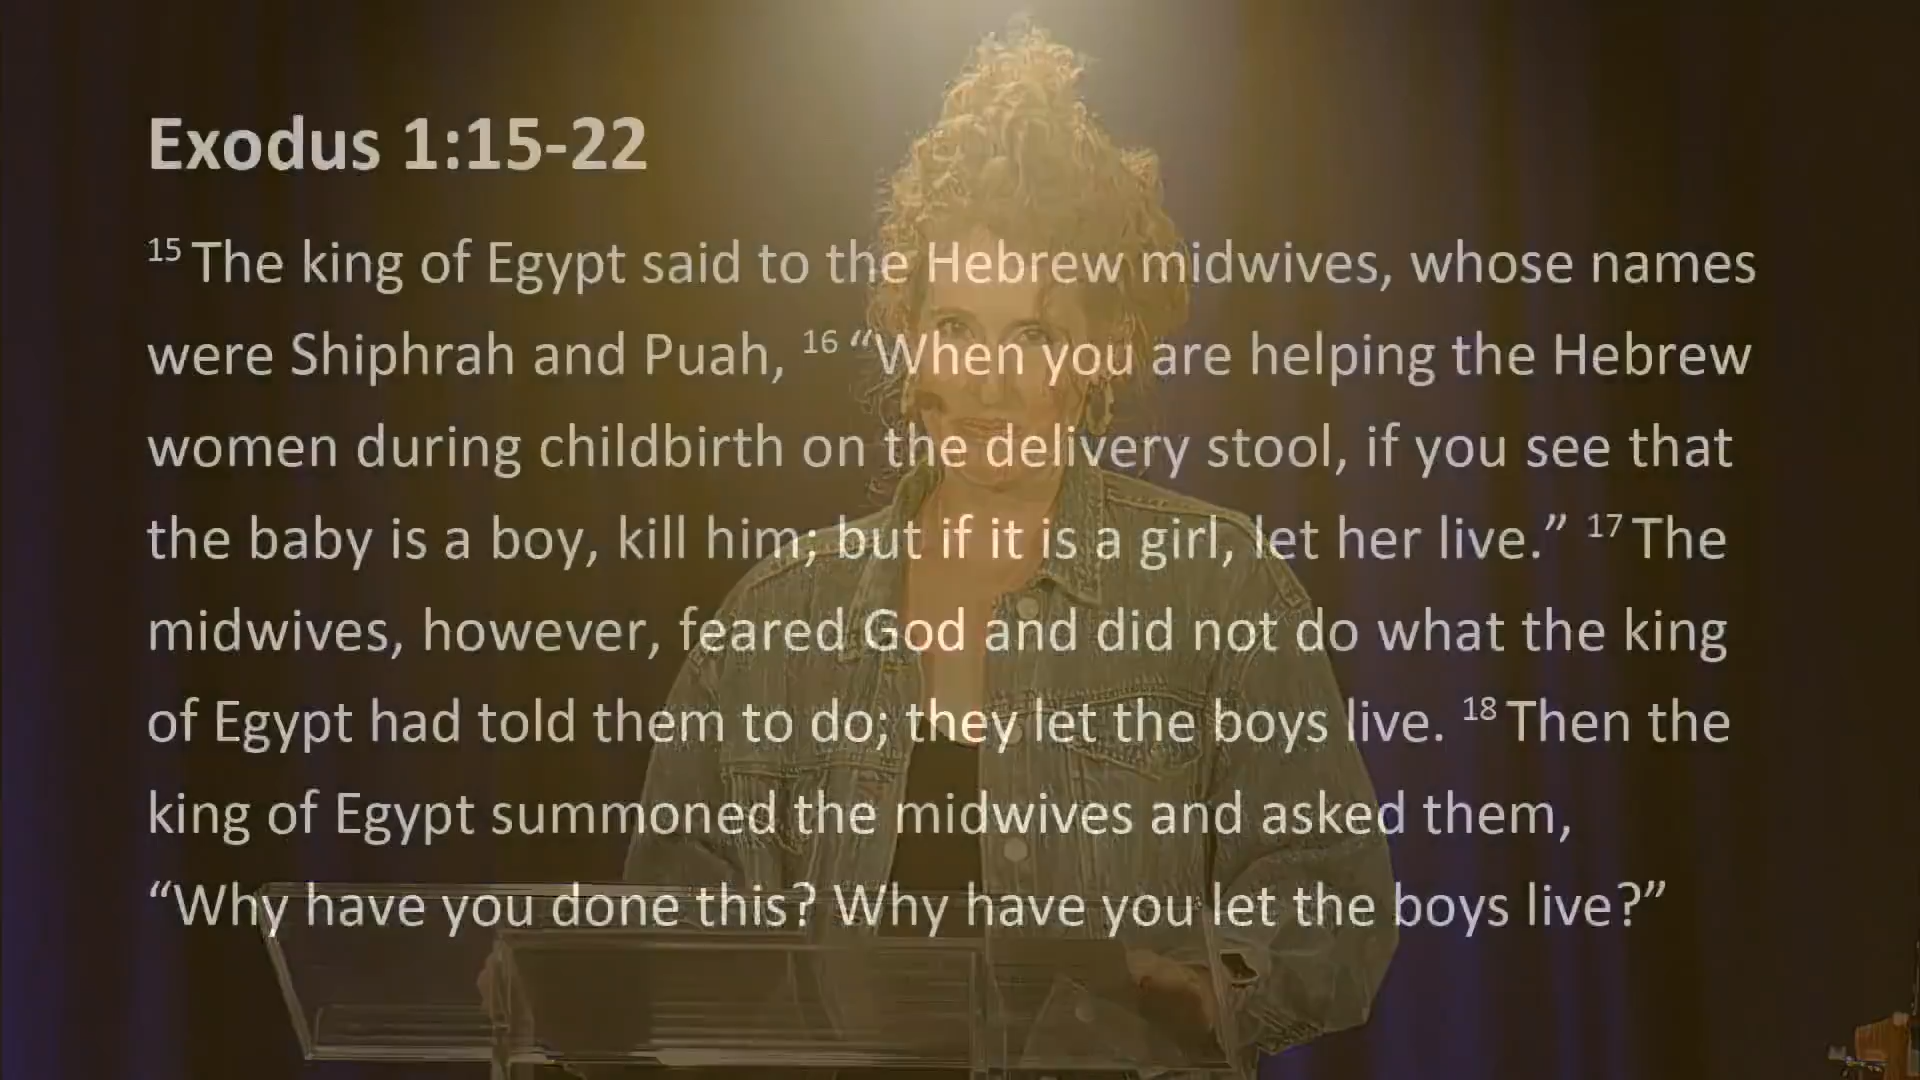 Exodus 1:15-22
15 The king of Egypt said to the Hebrew midwives, whose names
were Shiphrah and Puah, 16 “When you are helping the Hebrew
women during childbirth on the delivery stool, if you see that
the baby is a boy, kill him; but if it is a girl, let her live.” 17 The
midwives, however, feared God and did not do what the king
of Egypt had told them to do; they let the boys live. 18 Then the
king of Egypt summoned the midwives and asked them,
“Why have you done this? Why have you let the boys live?”